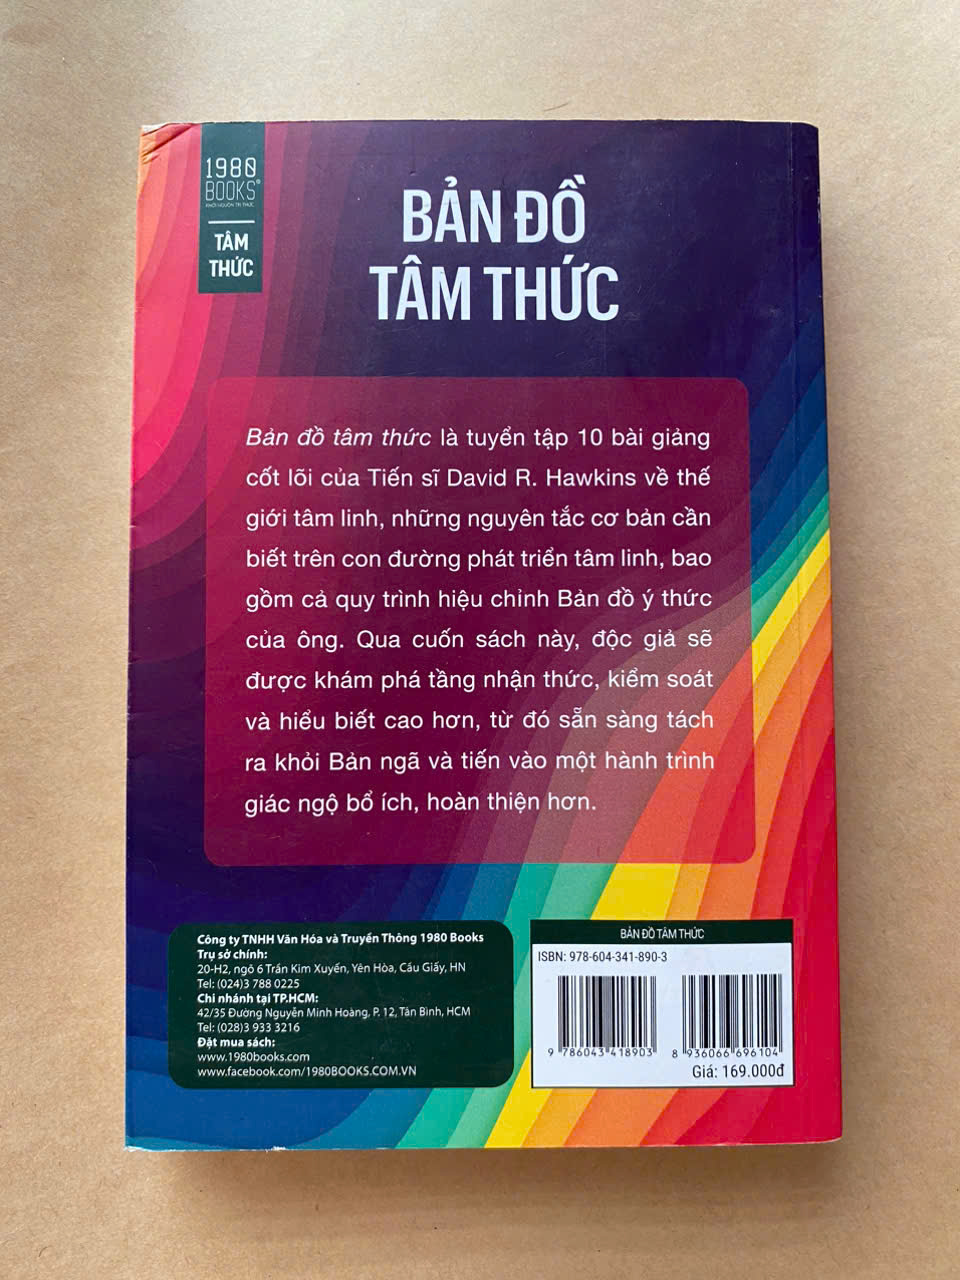 1980
BOOKS®
KHƠI NGUỒN TRI THỨC
TÂM
THỨC
BẢN ĐỒ
TÂM THỨC
Bản đồ tâm thức là tuyển tập 10 bài giảng
cốt lõi của Tiến sĩ David R. Hawkins về thế
giới tâm linh, những nguyên tắc cơ bản cần
biết trên con đường phát triển tâm linh, bao
gồm cả quy trình hiệu chỉnh Bản đồ ý thức
của ông. Qua cuốn sách này, độc giả sẽ
được khám phá tầng nhận thức, kiểm soát
và hiểu biết cao hơn, từ đó sẵn sàng tách
ra khỏi Bản ngã và tiến vào một hành trình
giác ngộ bổ ích, hoàn thiện hơn.
Công ty TNHH Văn Hóa và Truyền Thông 1980 Books
Trụ sở chính:
20-H2, ngõ 6 Trần Kim Xuyến, Yên Hòa, Cầu Giấy, HN
Tel: (024)3 788 0225
Chi nhánh tại TP.HCM:
42/35 Đường Nguyễn Minh Hoàng, P. 12, Tân Bình, HCM
Tel: (028)3 933 3216
Đặt mua sách:
www.1980books.com
www.facebook.com/1980BOOKS.COM.VN
BẢN ĐỒ TÂM THỨC
ISBN: 978-604-341-890-3
9 786043 418903
8 936066 696104
Giá: 169.000đ